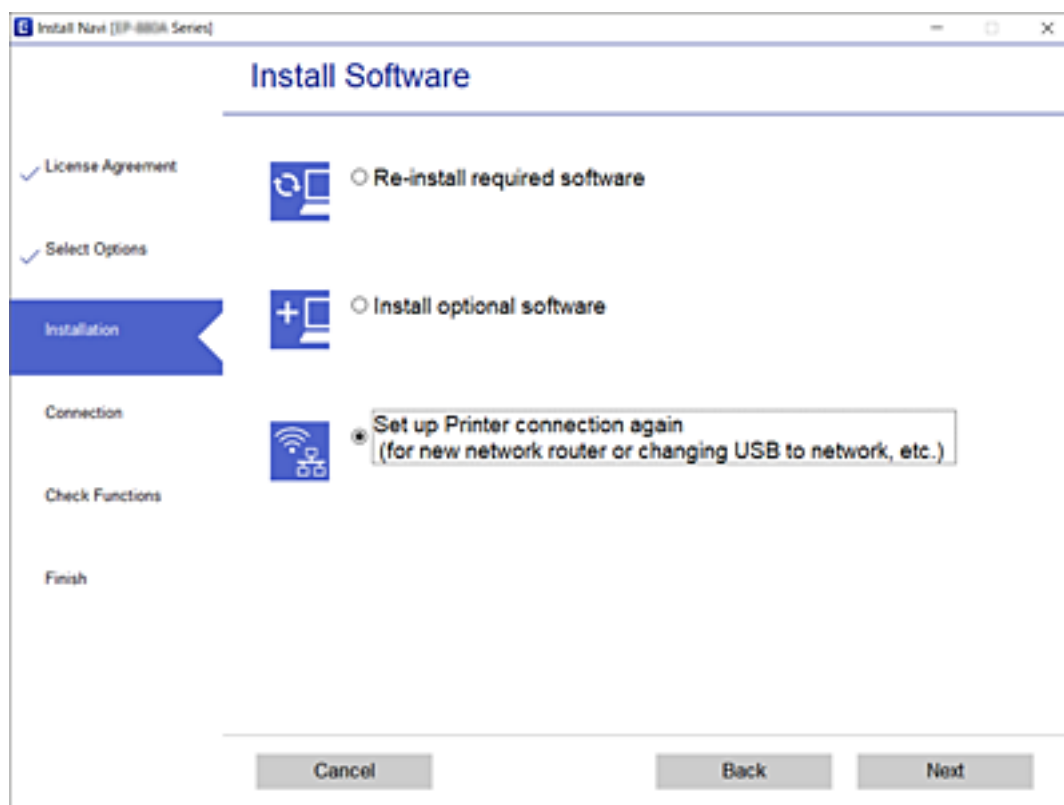 Install Navi [EP-880A Series]
Install Software
License Agreement
Select Options
Installation
Connection
Check Functions
Finish
Re-install required software
Install optional software
Set up Printer connection again
(for new network router or changing USB to network, etc.)
Cancel
Back
Next